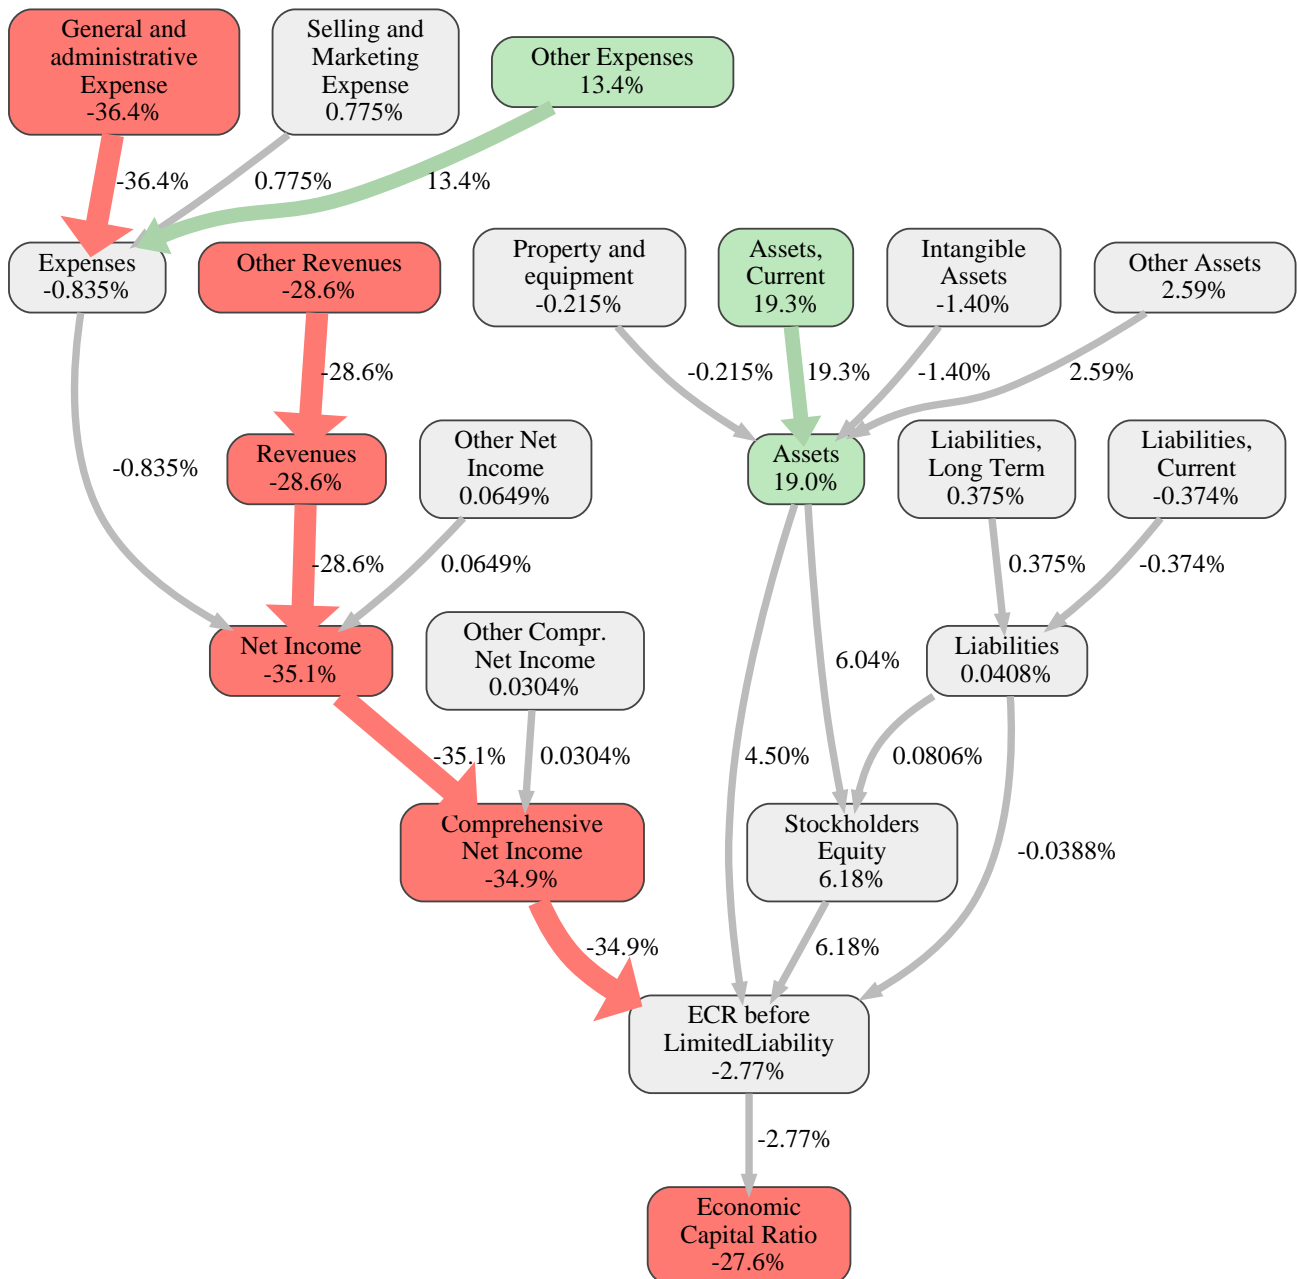 General and
administrative
Expense
-36.4%
Selling and
Marketing
Expense
0.775%
Other Expenses
13.4%
-36.4%
0.775%
13.4%
Expenses
-0.835%
Other Revenues
-28.6%
Property and
equipment
-0.215%
Assets,
Current
19.3%
Intangible
Assets
-1.40%
Other Assets
2.59%
-28.6%
-0.215%
19.3%
-1.40%
2.59%
-0.835%
Revenues
-28.6%
Other Net
Income
0.0649%
Assets
19.0%
Liabilities,
Long Term
0.375%
Liabilities,
Current
-0.374%
-28.6%
0.0649%
0.375%
-0.374%
Net Income
-35.1%
Other Compr.
Net Income
0.0304%
6.04%
Liabilities
0.0408%
-35.1%
0.0304%
4.50%
0.0806%
Comprehensive
Net Income
-34.9%
Stockholders
Equity
6.18%
-0.0388%
-34.9%
6.18%
ECR before
LimitedLiability
-2.77%
-2.77%
Economic
Capital Ratio
-27.6%